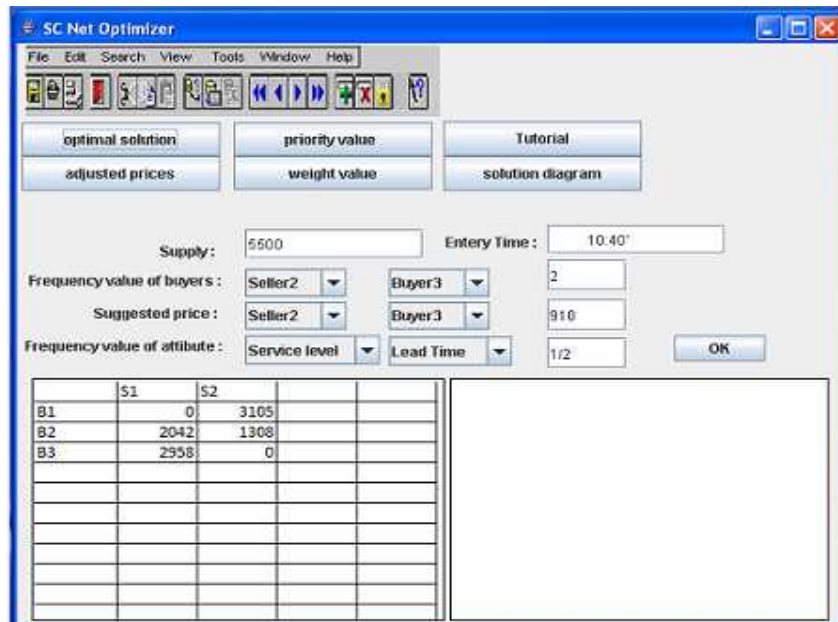 SC Net Optimizer
File Edit Search View Tools Window Help
optimal solution priority value Tutorial
adjusted prices weight value solution diagram
Supply : 5500 Entery Time : 10:40"
Frequency value of buyers : Seller2 Buyer3 2
Suggested price : Seller2 Buyer3 910
Frequency value of attibute : Service level Lead Time 1/2 OK
S1 S2
B1 0 3105
B2 2042 1308
B3 2958 0